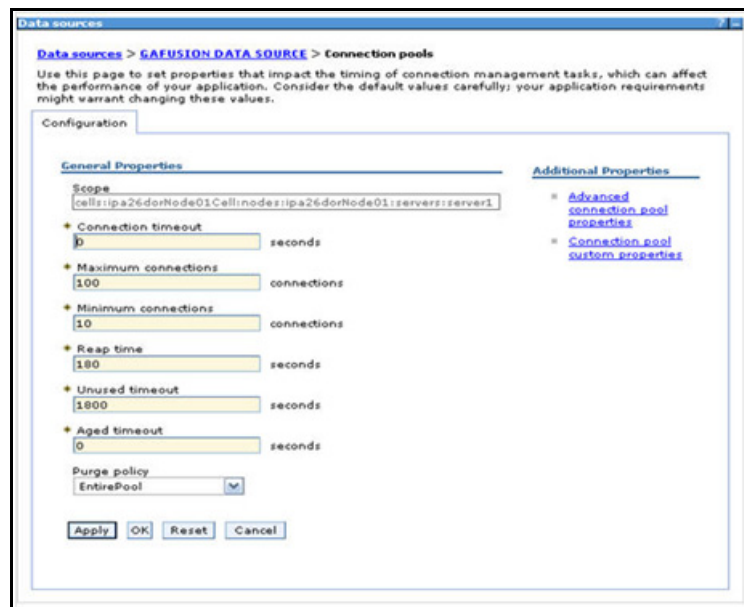 Data sources
? –
Data sources > GAFUSION DATA SOURCE > Connection pools
Use this page to set properties that impact the timing of connection management tasks, which can affect
the performance of your application. Consider the default values carefully; your application requirements
might warrant changing these values.
Configuration
General Properties
Scope
cells:ipa26dorNode01Cell:nodes:ipa26dorNode01:servers:server1
* Connection timeout
0 seconds
* Maximum connections
100 connections
* Minimum connections
10 connections
* Reap time
180 seconds
* Unused timeout
1800 seconds
* Aged timeout
0 seconds
Purge policy
EntirePool
Apply OK Reset Cancel
Additional Properties
Advanced
connection pool
properties
Connection pool
custom properties